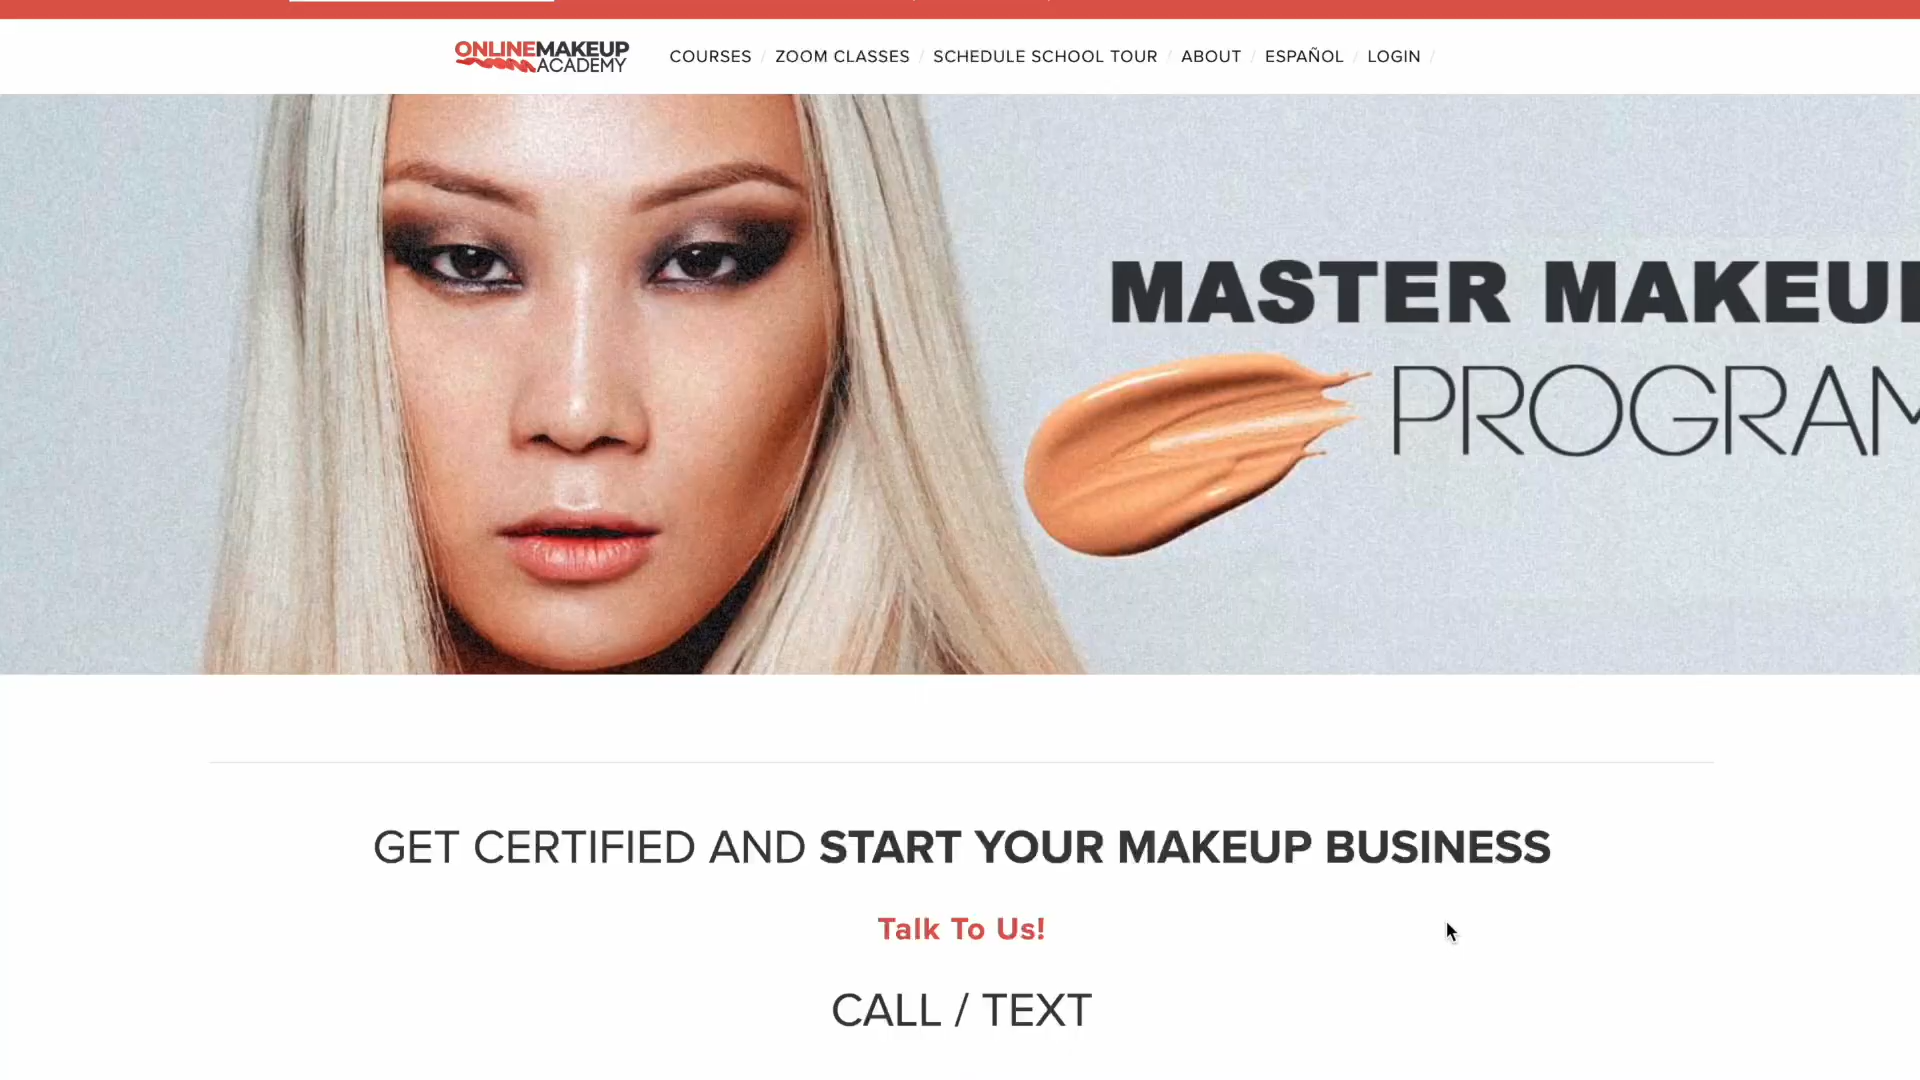 ONLINEMAKEUP
ACADEMY
COURSES / ZOOM CLASSES / SCHEDULE SCHOOL TOUR / ABOUT / ESPAÑOL / LOGIN /
MASTER MAKEUP
PROGRAM
GET CERTIFIED AND START YOUR MAKEUP BUSINESS
Talk To Us!
CALL / TEXT